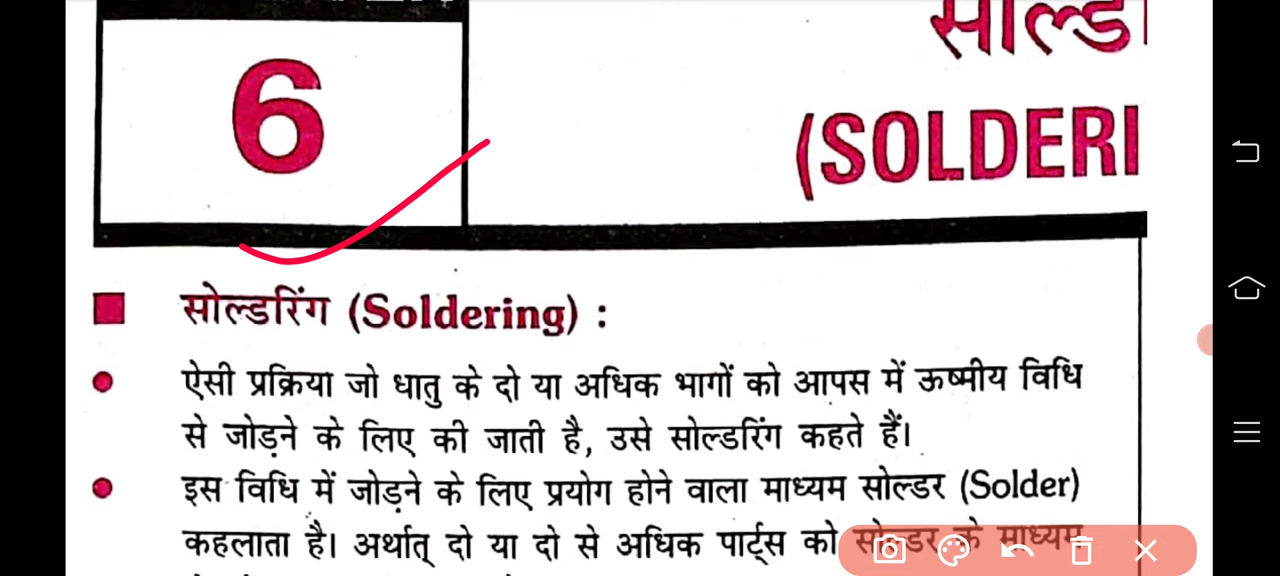 6
(SOLDERI
सोल्डरिंग (Soldering) :
ऐसी प्रक्रिया जो धातु के दो या अधिक भागों को आपस में ऊष्मीय विधि
से जोड़ने के लिए की जाती है, उसे सोल्डरिंग कहते हैं।
इस विधि में जोड़ने के लिए प्रयोग होने वाला माध्यम सोल्डर (Solder)
कहलाता है। अर्थात् दो या दो से अधिक पार्ट्स को सोल्डर के माध्यम